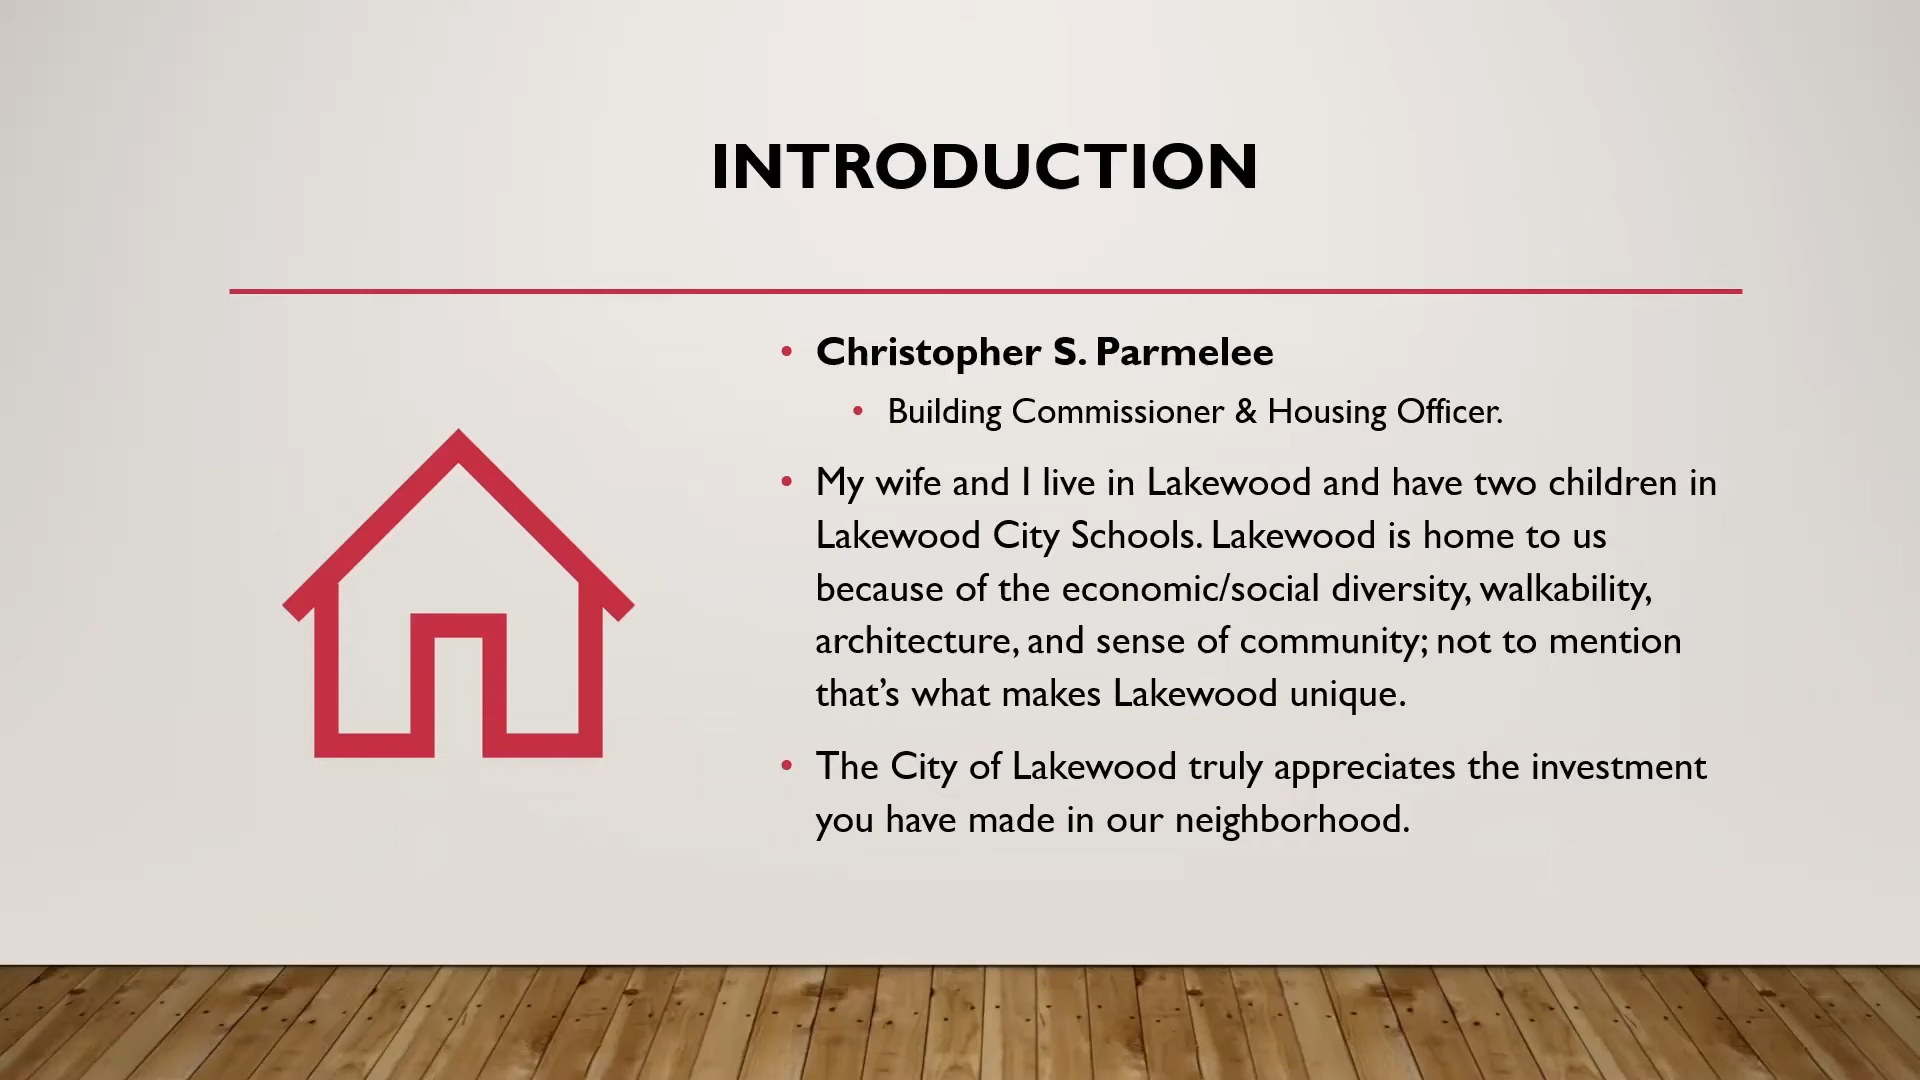 INTRODUCTION
• Christopher S. Parmelee
• Building Commissioner & Housing Officer.
• My wife and I live in Lakewood and have two children in
Lakewood City Schools. Lakewood is home to us
because of the economic/social diversity, walkability,
architecture, and sense of community; not to mention
that’s what makes Lakewood unique.
• The City of Lakewood truly appreciates the investment
you have made in our neighborhood.